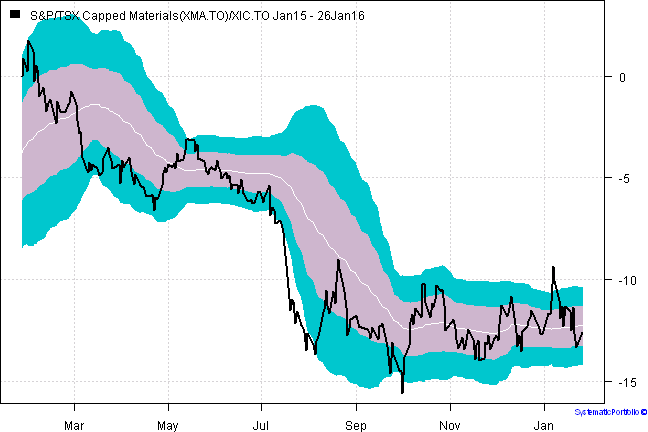 S&P/TSX Capped Materials(XMA.TO)/XIC.TO Jan15 - 26Jan16
0
-5
-10
-15
Mar May Jul Sep Nov Jan
SystematicPortfolio ©